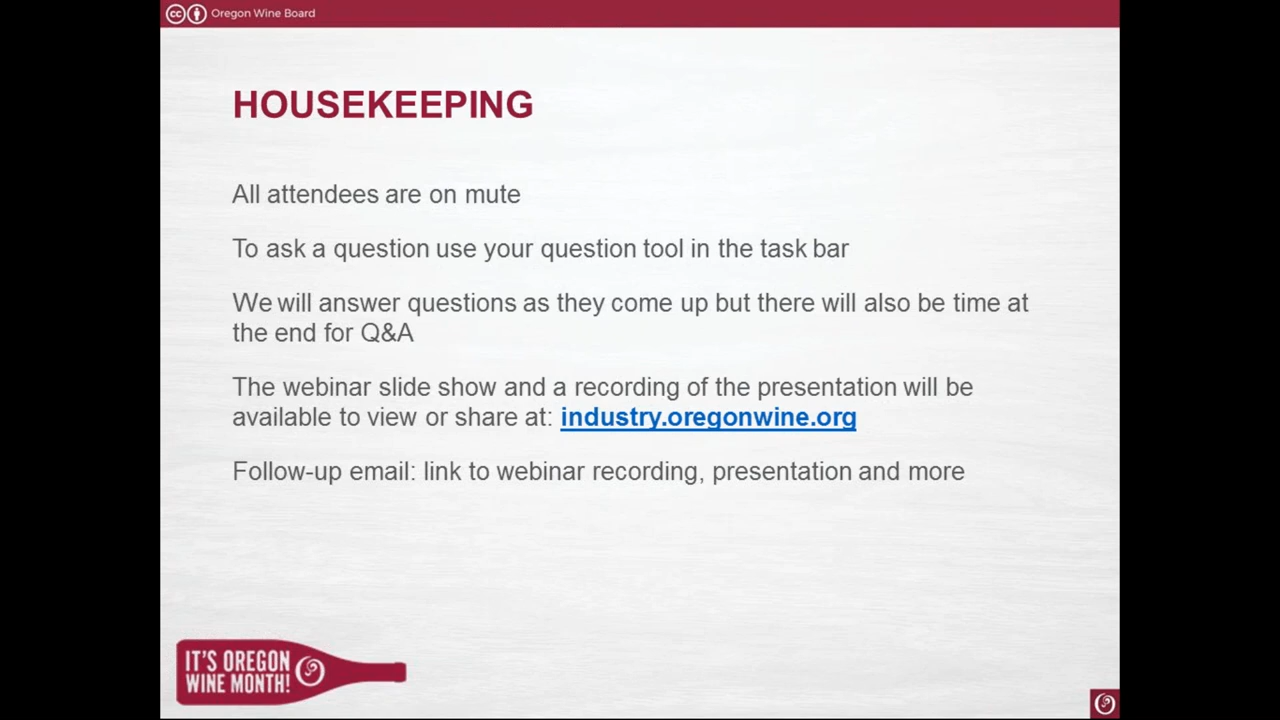 cc Oregon Wine Board
HOUSEKEEPING
All attendees are on mute
To ask a question use your question tool in the task bar
We will answer questions as they come up but there will also be time at
the end for Q&A
The webinar slide show and a recording of the presentation will be
available to view or share at: industry.oregonwine.org
Follow-up email: link to webinar recording, presentation and more
IT'S OREGON
WINE MONTH!